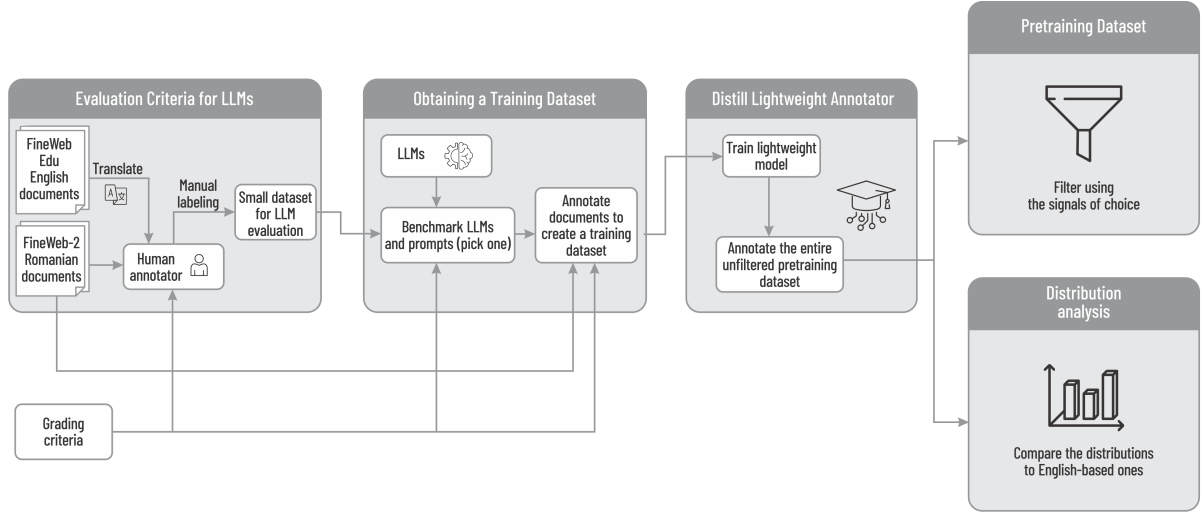 Evaluation Criteria for LLMs
FineWeb
Edu
English
documents
Translate
A文
Manual
labeling
Small dataset
for LLM
evaluation
FineWeb-2
Romanian
documents
Human
annotator
Grading
criteria
Obtaining a Training Dataset
LLMs
Benchmark LLMs
and prompts (pick one)
Annotate
documents to
create a training
dataset
Distill Lightweight Annotator
Train lightweight
model
Annotate the entire
unfiltered pretraining
dataset
Pretraining Dataset
Filter using
the signals of choice
Distribution
analysis
Compare the distributions
to English-based ones